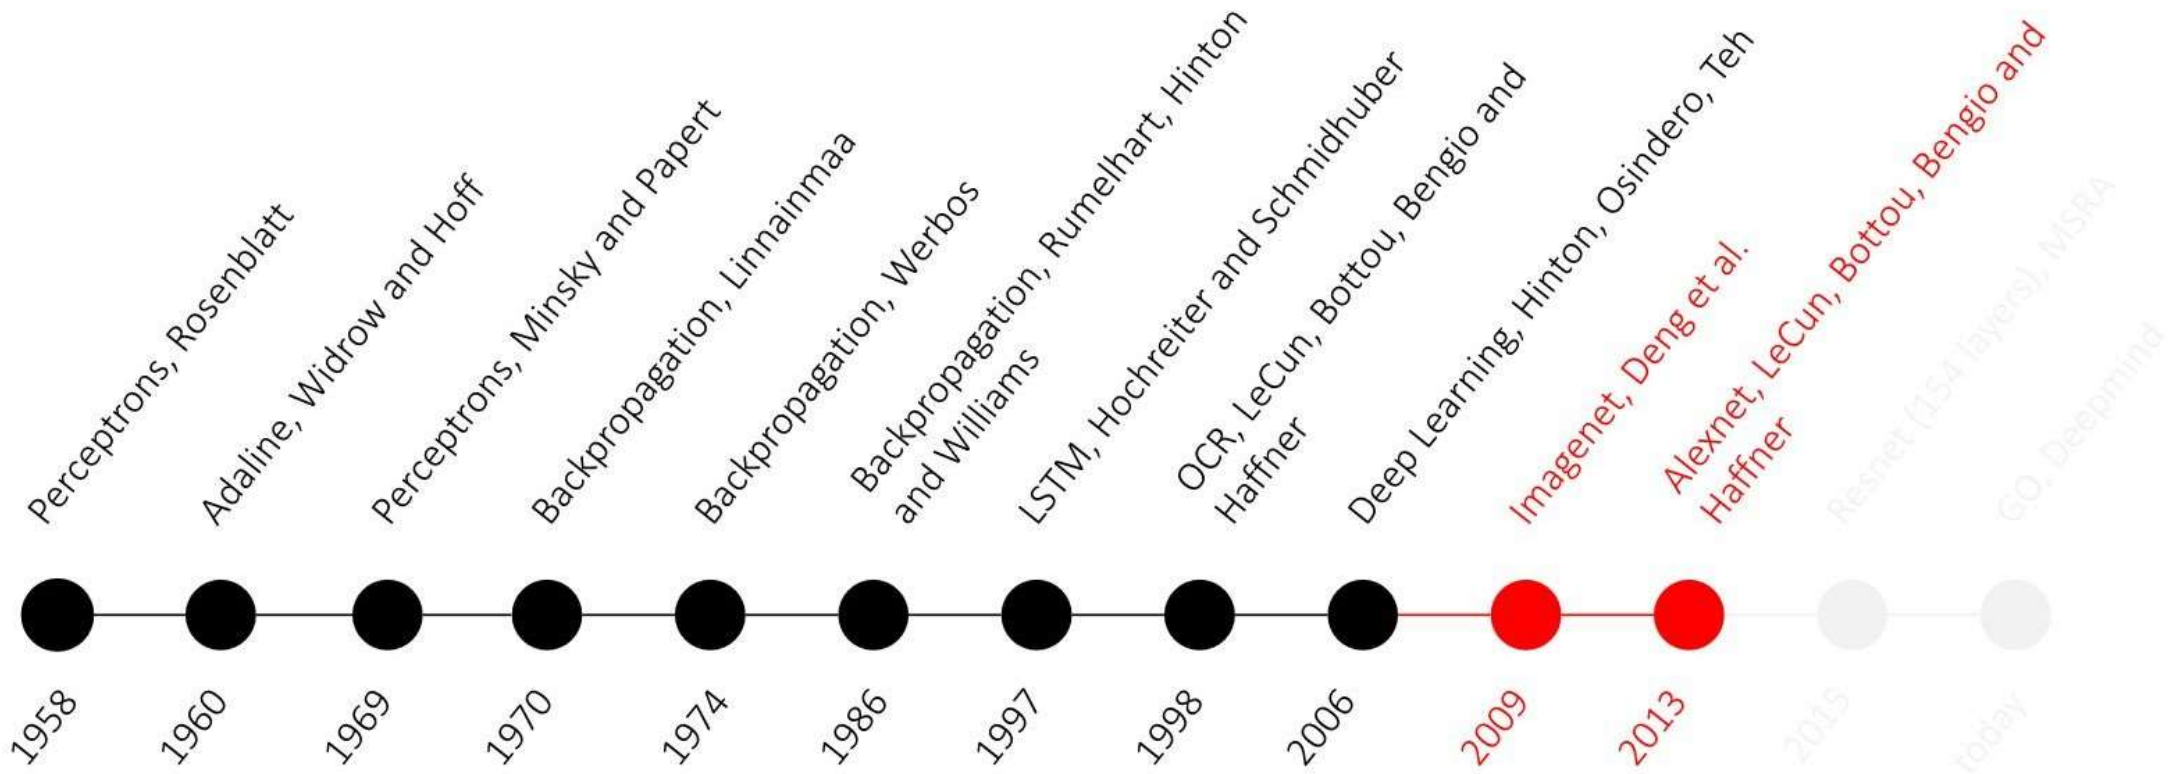 Perceptrons, Rosenblatt
Adaline, Widrow and Hoff
Perceptrons, Minsky and Papert
Backpropagation, Linnainmaa
Backpropagation, Werbos
Backpropagation, Rumelhart, Hinton
and Williams
LSTM, Hochreiter and Schmidhuber
OCR, LeCun, Bottou, Bengio and
Haffner
Deep Learning, Hinton, Osindero, Teh
Imagenet, Deng et al.
Alexnet, LeCun, Bottou, Bengio and
Haffner
Resnet (154 layers), MSRA
GO, Deepmind
1958
1960
1969
1970
1974
1986
1997
1998
2006
2009
2013
2015
today